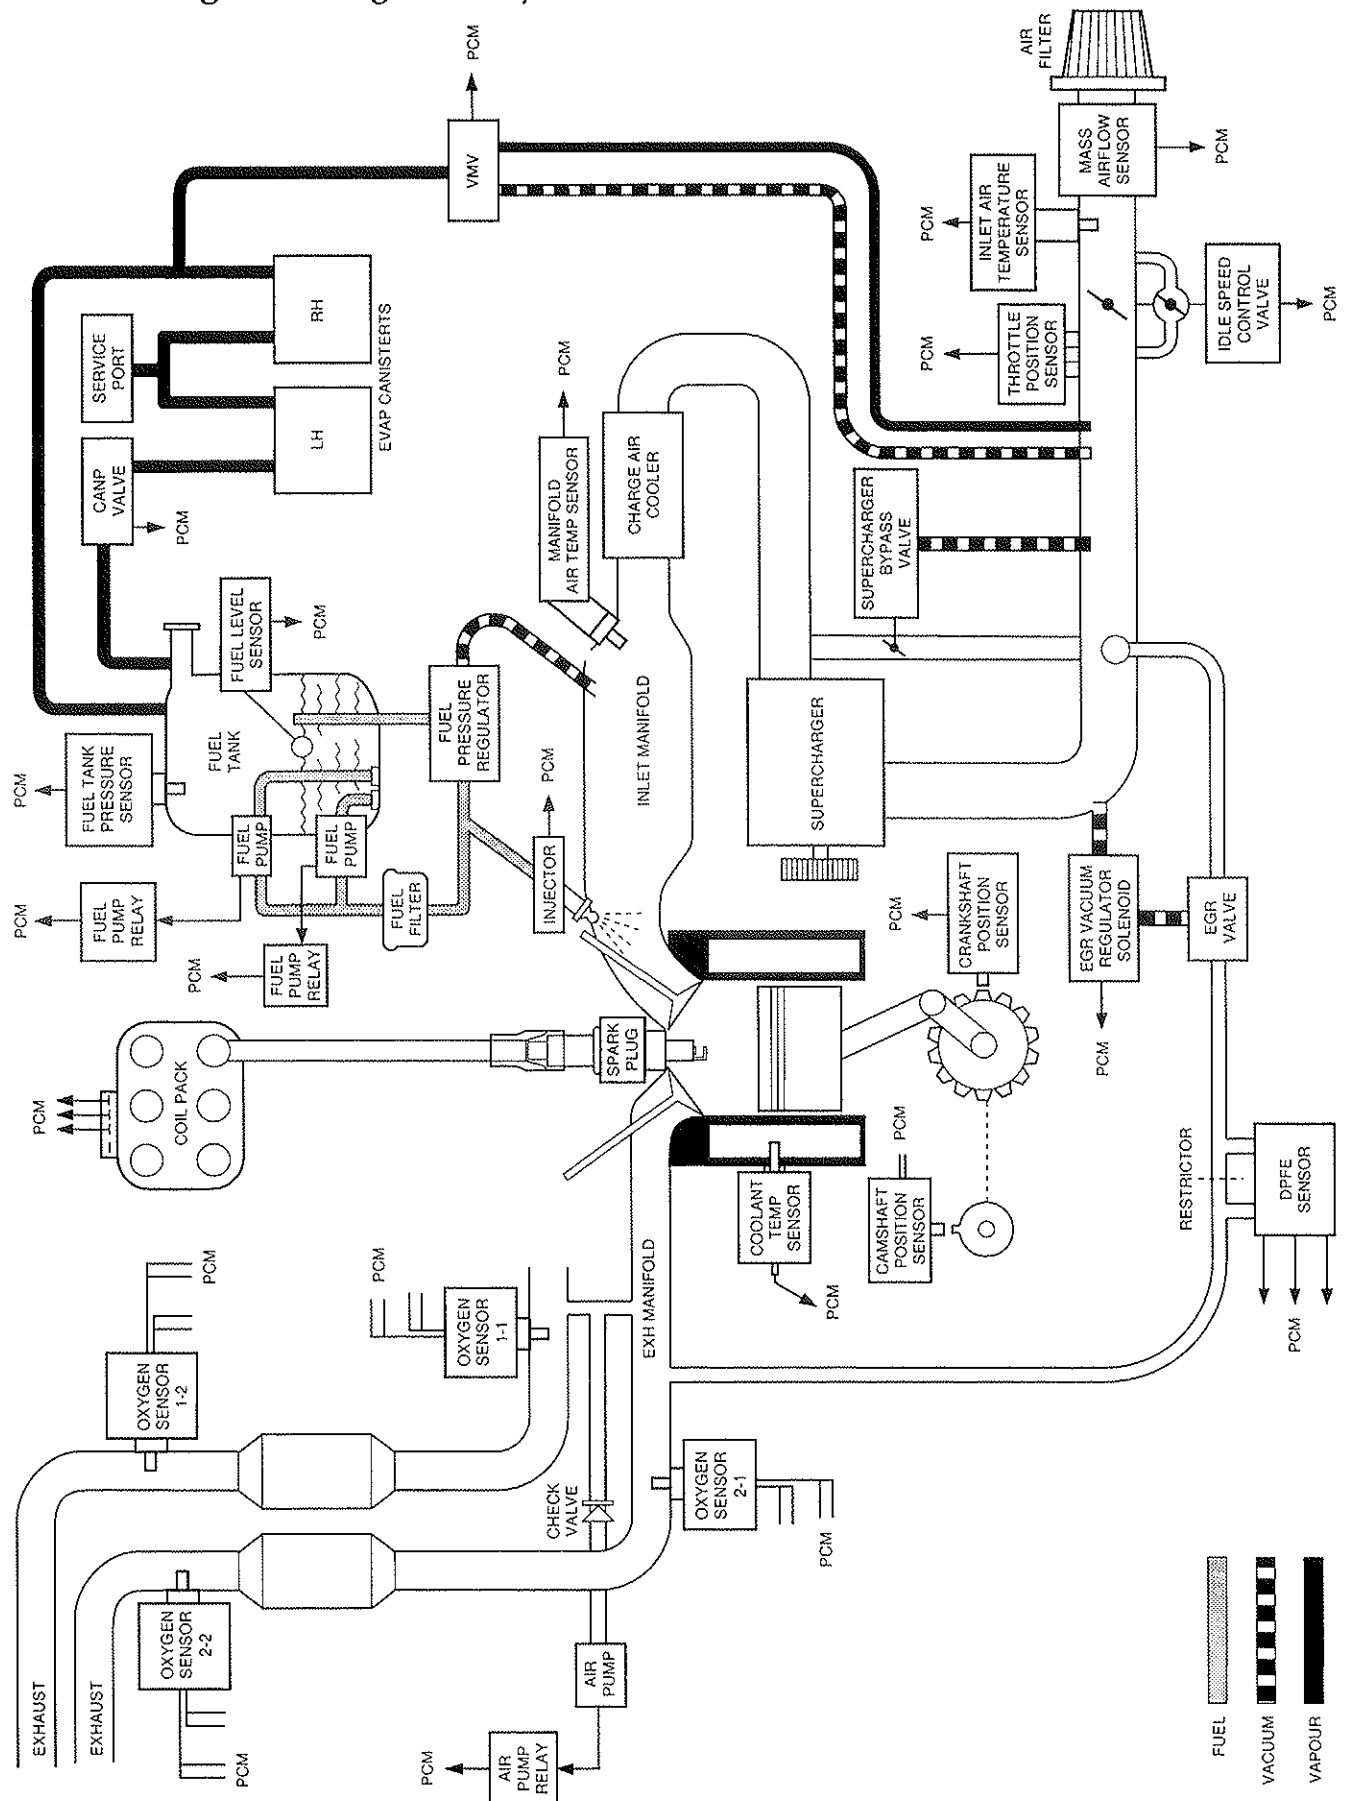 PCM
AIR
FILTER
MASS
AIRFLOW
SENSOR
PCM
VMV
PCM
INLET AIR
TEMPERATURE
SENSOR
PCM
THROTTLE
POSITION
SENSOR
IDLE SPEED
CONTROL
VALVE
PCM
SERVICE
PORT
RH
LH
EVAP CANISTERTS
CANP
VALVE
PCM
PCM
MANIFOLD
AIR TEMP SENSOR
CHARGE AIR
COOLER
SUPERCHARGER
BYPASS
VALVE
FUEL LEVEL
SENSOR
PCM
FUEL
TANK
PCM
FUEL TANK
PRESSURE
SENSOR
FUEL
PRESSURE
REGULATOR
INLET MANIFOLD
SUPERCHARGER
FUEL
PUMP
FUEL
PUMP
PCM
FUEL
PUMP
RELAY
PCM
FUEL
PUMP
RELAY
FUEL
FILTER
PCM
INJECTOR
PCM
CRANKSHAFT
POSITION
SENSOR
EGR VACUUM
REGULATOR
SOLENOID
PCM
EGR
VALVE
PCM
COIL PACK
SPARK
PLUG
COOLANT
TEMP
SENSOR
PCM
PCM
CAMSHAFT
POSITION
SENSOR
RESTRICTOR
DPFE
SENSOR
PCM
EXH MANIFOLD
PCM
OXYGEN
SENSOR
1-2
PCM
OXYGEN
SENSOR
1-1
OXYGEN
SENSOR
2-1
PCM
CHECK
VALVE
OXYGEN
SENSOR
2-2
PCM
EXHAUST
EXHAUST
AIR
PUMP
PCM
AIR
PUMP
RELAY
FUEL
VACUUM
VAPOUR